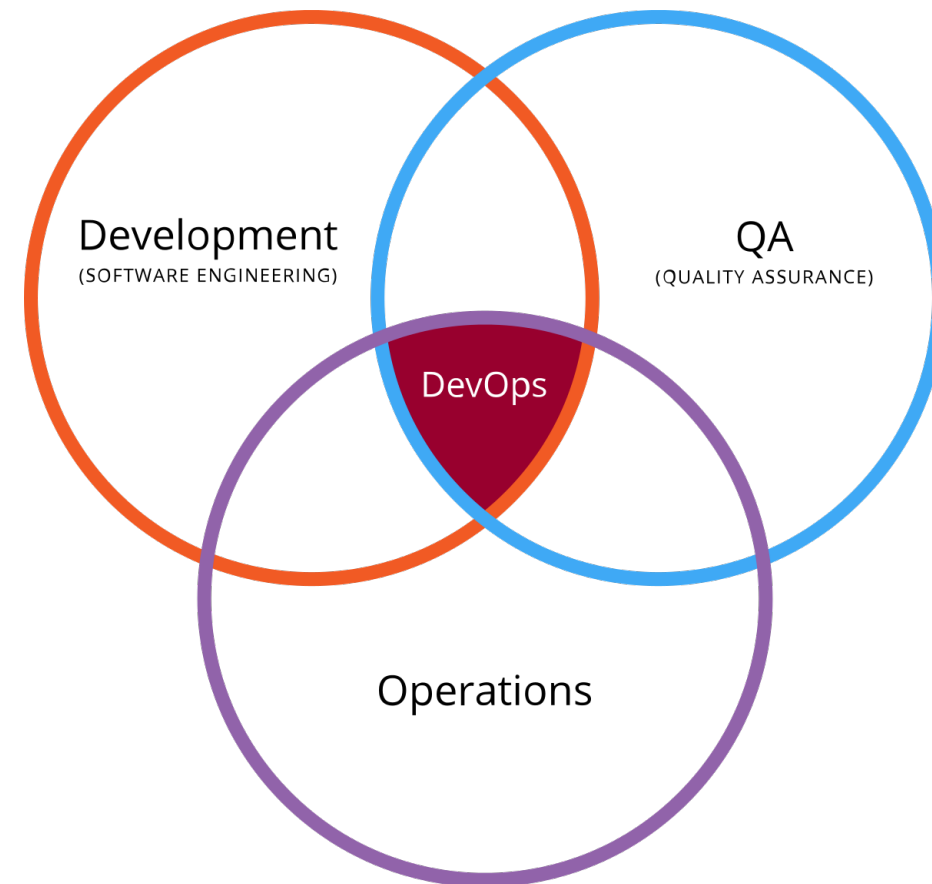 Development
(SOFTWARE ENGINEERING)
QA
(QUALITY ASSURANCE)
DevOps
Operations